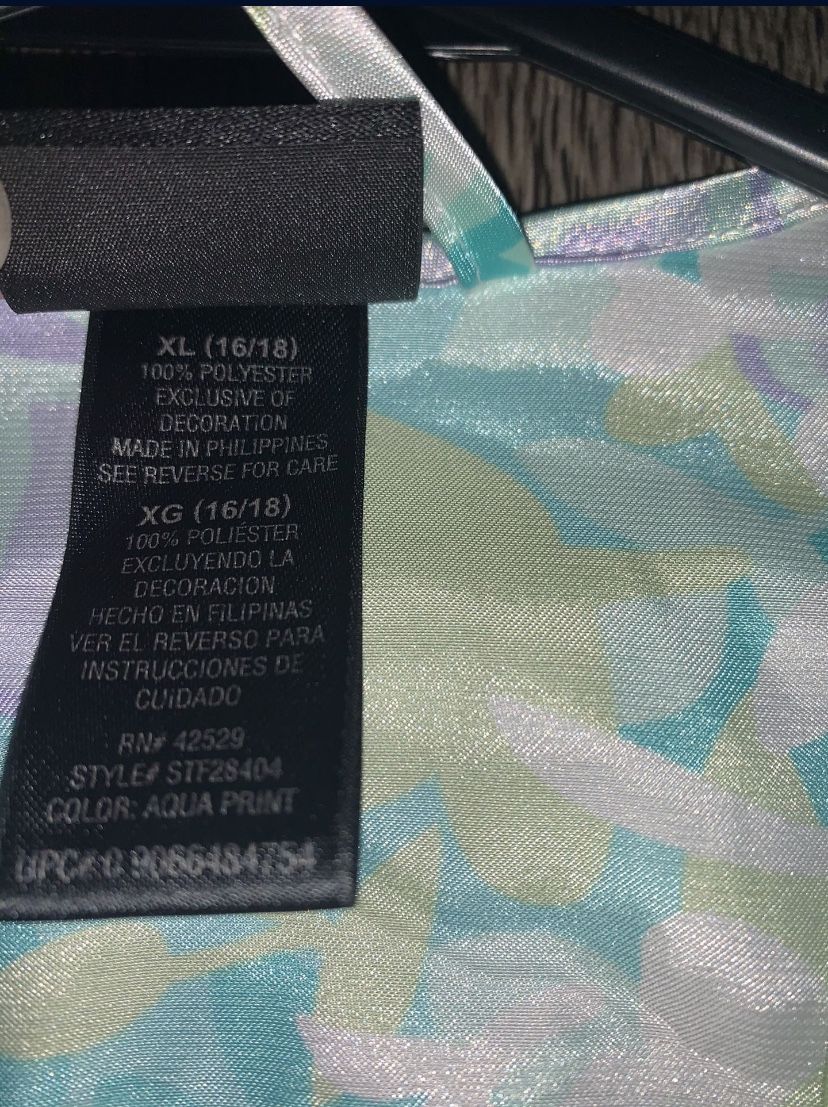 XL (16/18)
100% POLYESTER
EXCLUSIVE OF
DECORATION
MADE IN PHILIPPINES
SEE REVERSE FOR CARE
XG (16/18)
100% POLIÉSTER
EXCLUYENDO LA
DECORACION
HECHO EN FILIPINAS
VER EL REVERSO PARA
INSTRUCCIONES DE
CUIDADO
RN# 42529
STYLE# STF28404
COLOR: AQUA PRINT
UPC# 0